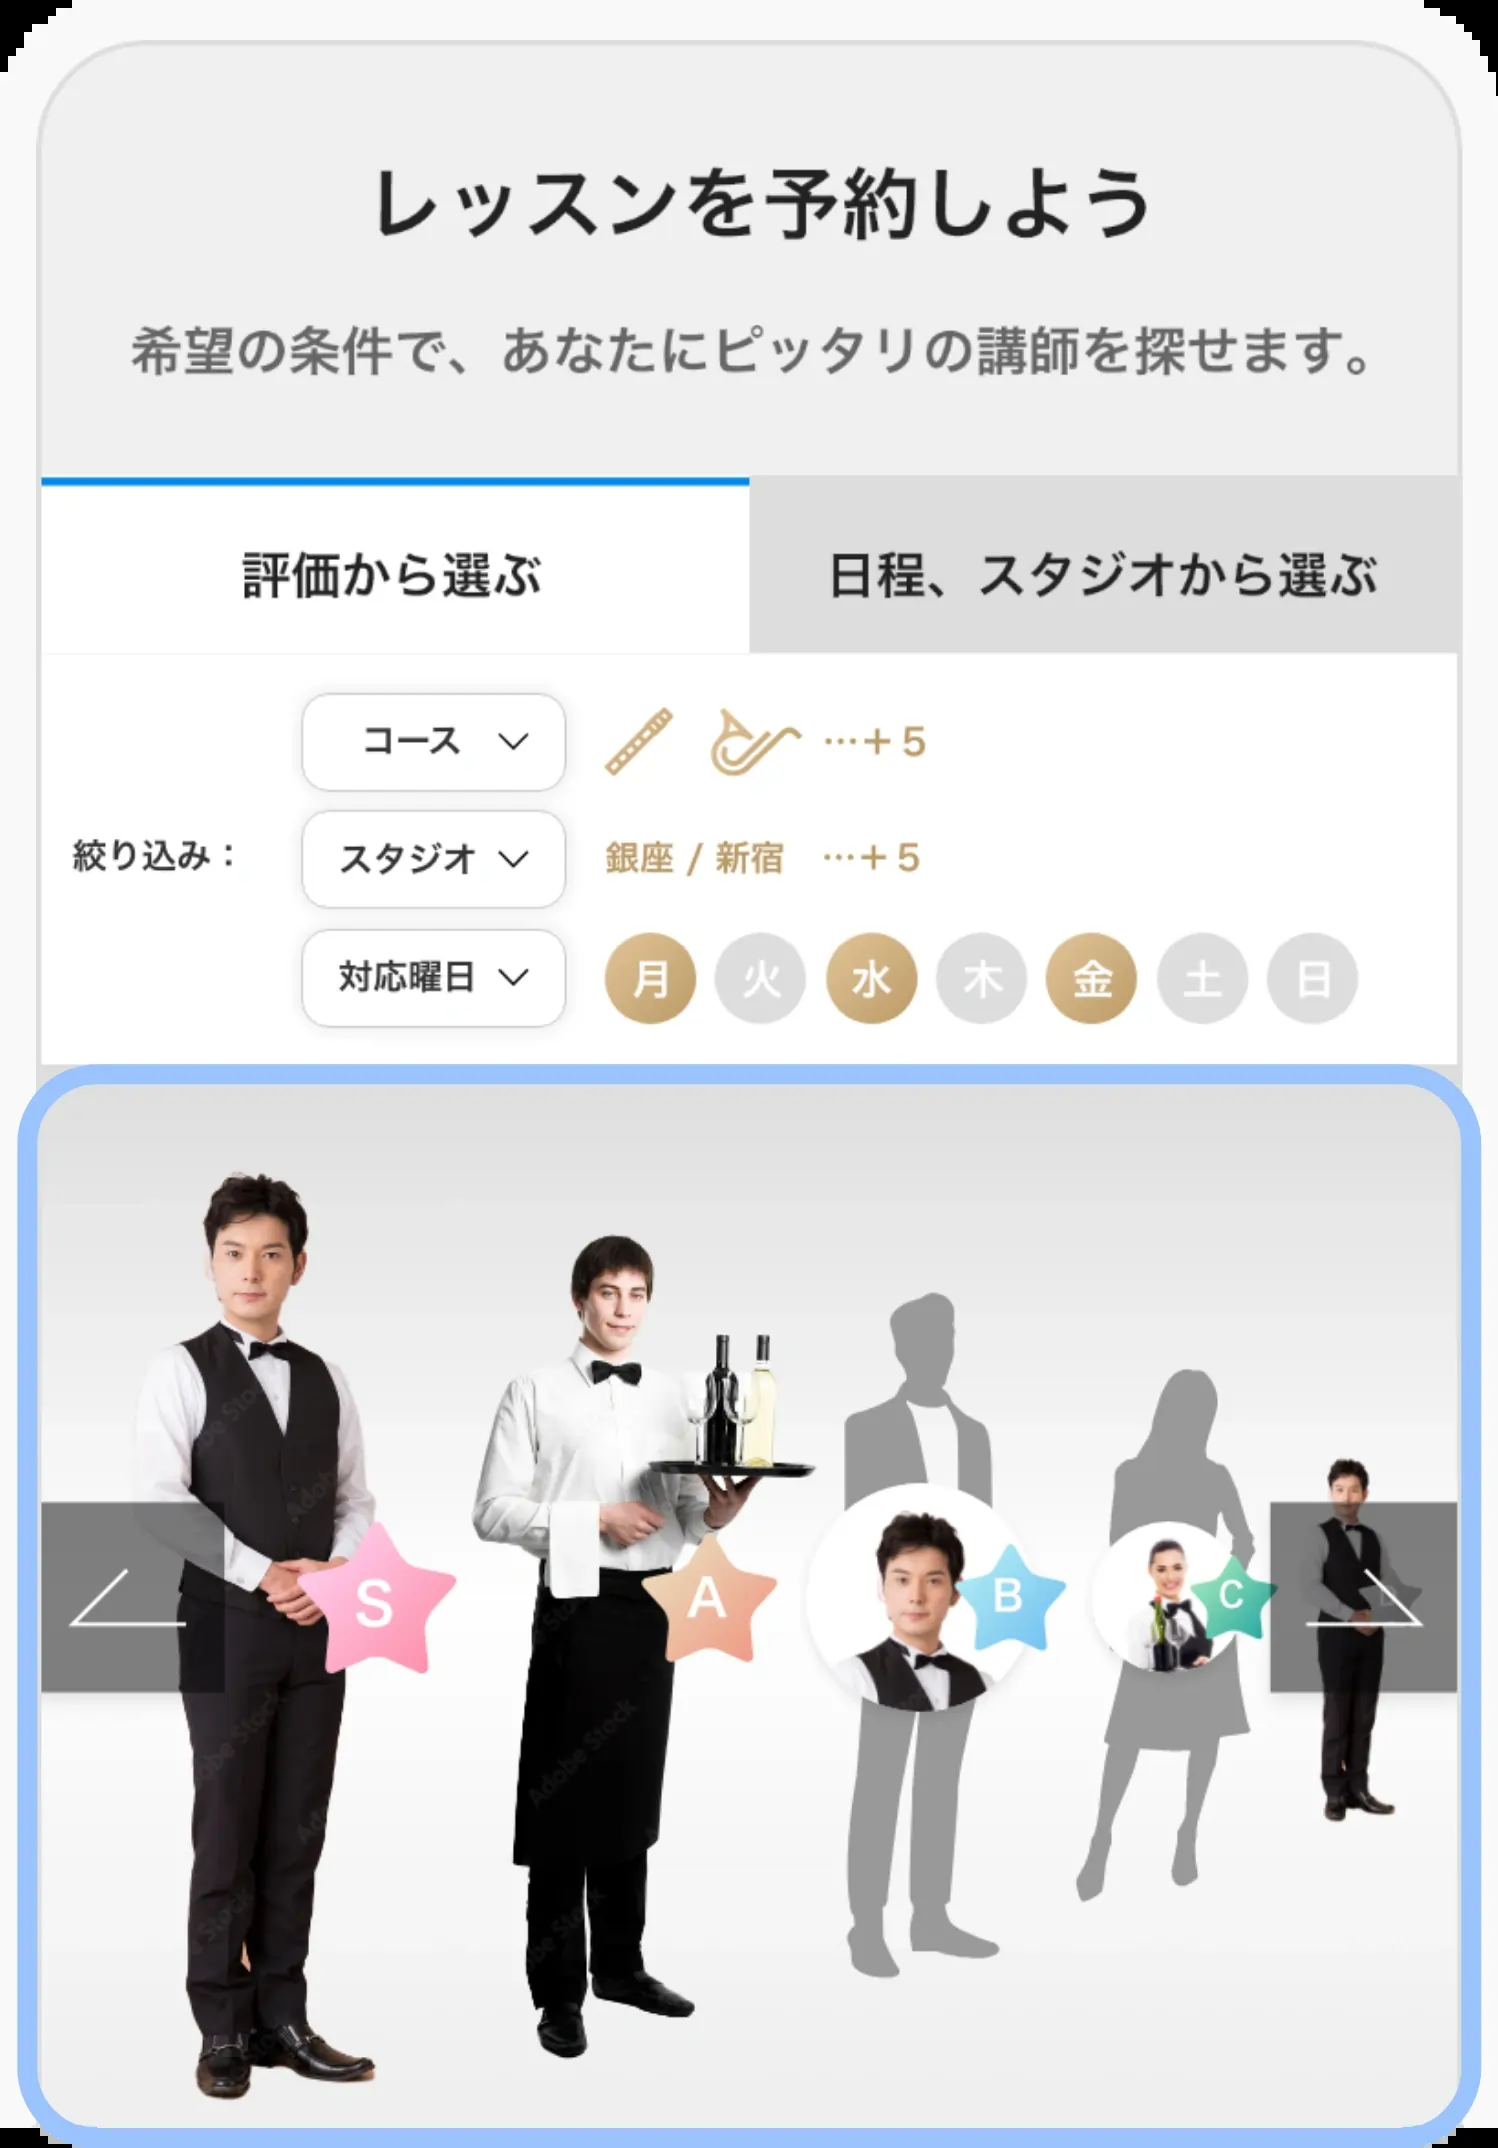 レッスンを予約しよう
希望の条件で、あなたにピッタリの講師を探せます。
評価から選ぶ
日程、スタジオから選ぶ
コース
…＋5
絞り込み：
スタジオ
銀座 / 新宿 …＋5
対応曜日
月 火 水 木 金 土 日
S
A
B
C
Adobe Stock